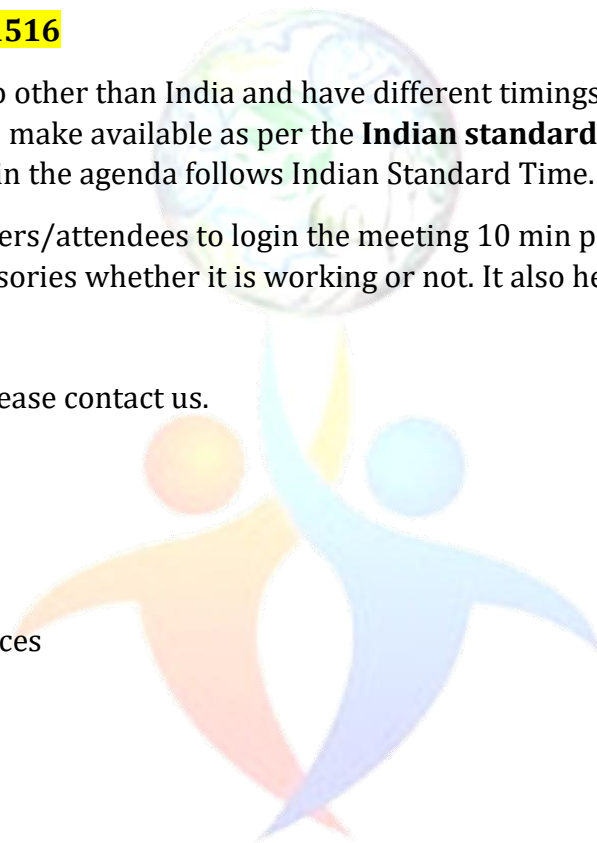 1516
o other than India and have different timings
make available as per the Indian standard
in the agenda follows Indian Standard Time.
ers/attendees to login the meeting 10 min p
sories whether it is working or not. It also he
ease contact us.
ces